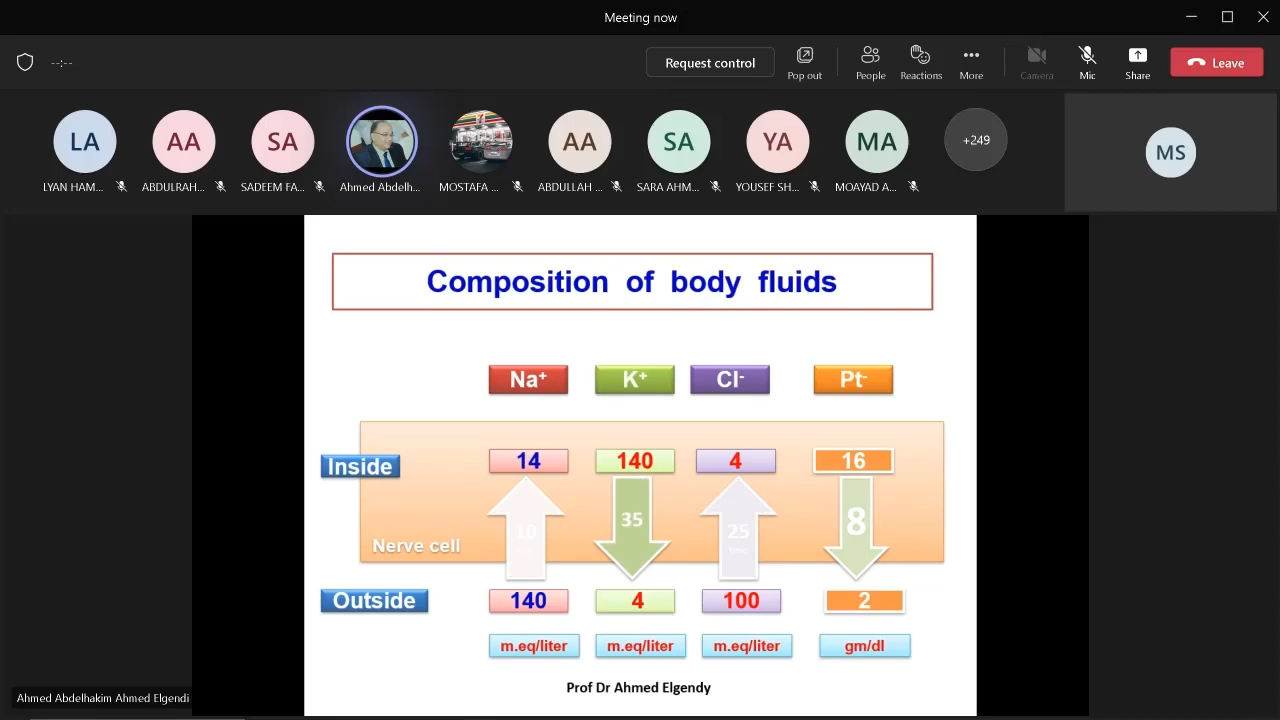 Meeting now
--:--
Request control
Pop out
People
Reactions
More
Camera
Mic
Share
Leave
LA
AA
SA
AA
SA
YA
MA
+249
MS
LYAN HAM...
ABDULRAH...
SADEEM FA...
Ahmed Abdelh...
MOSTAFA ...
ABDULLAH ...
SARA AHM...
YOUSEF SH...
MOAYAD A...
Composition of body fluids
Na+ K+ Cl- Pt-
Inside 14 140 4 16
10 35 25 8
Nerve cell
Outside 140 4 100 2
m.eq/liter m.eq/liter m.eq/liter gm/dl
Prof Dr Ahmed Elgendy
Ahmed Abdelhakim Ahmed Elgendi